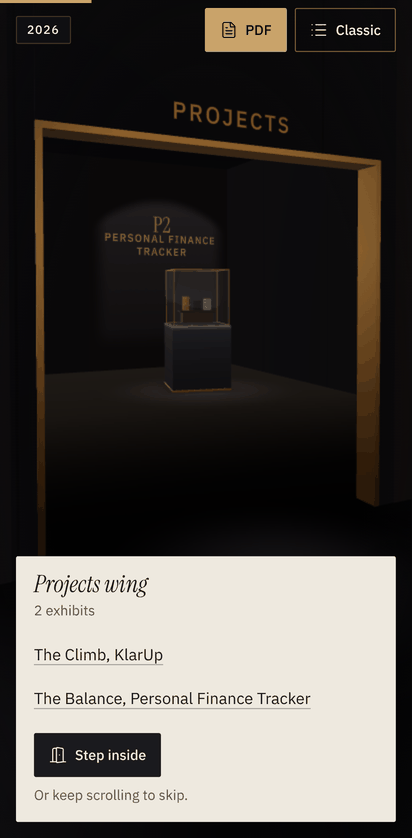 2026
PDF
Classic
PROJECTS
P2
PERSONAL FINANCE
TRACKER
Projects wing
2 exhibits
The Climb, KlarUp
The Balance, Personal Finance Tracker
Step inside
Or keep scrolling to skip.